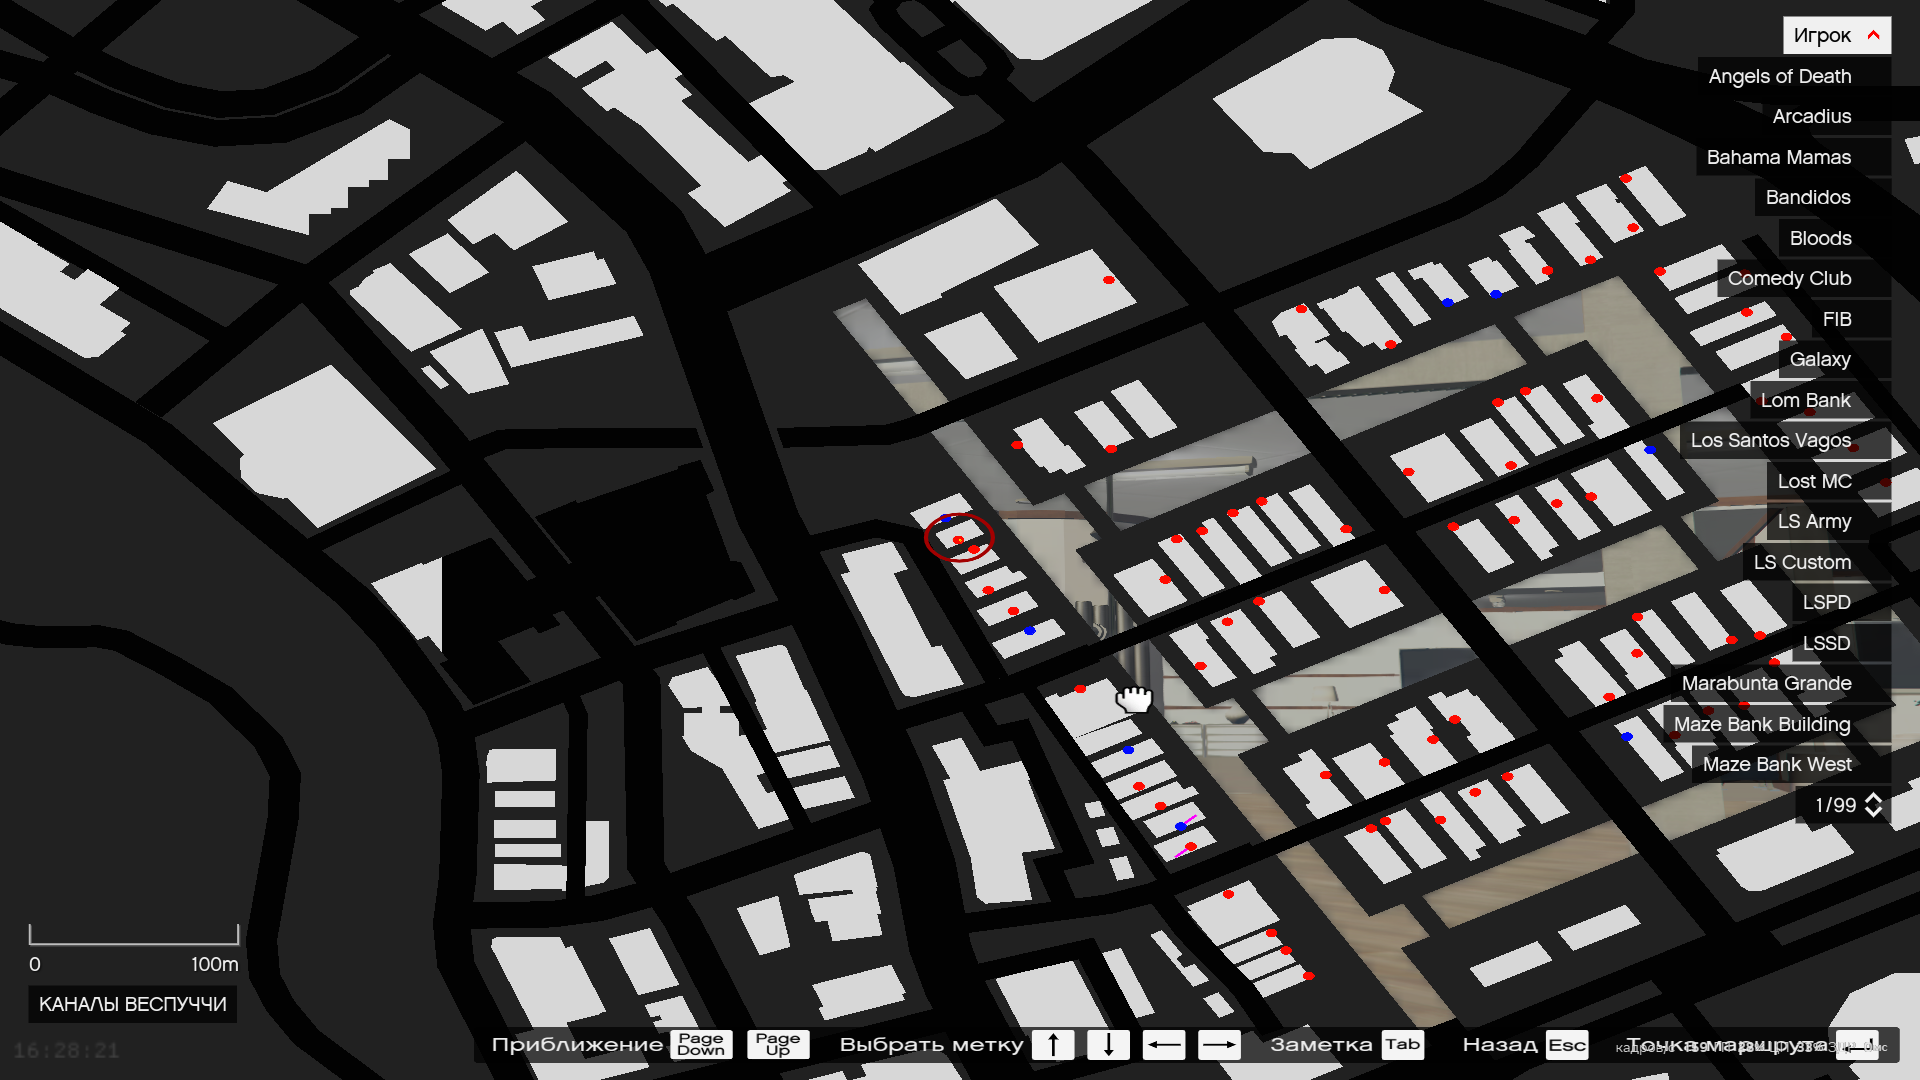 Игрок
Angels of Death
Arcadius
Bahama Mamas
Bandidos
Bloods
Comedy Club
FIB
Galaxy
Lom Bank
Los Santos Vagos
Lost MC
LS Army
LS Custom
LSPD
LSSD
Marabunta Grande
Maze Bank Building
Maze Bank West
1/99
0 100m
КАНАЛЫ ВЕСПУЧЧИ
16:28:21
Приближение Page Down Page Up Выбрать метку ↑ ↓ ← → Заметка Tab Назад Esc Точка маршрута